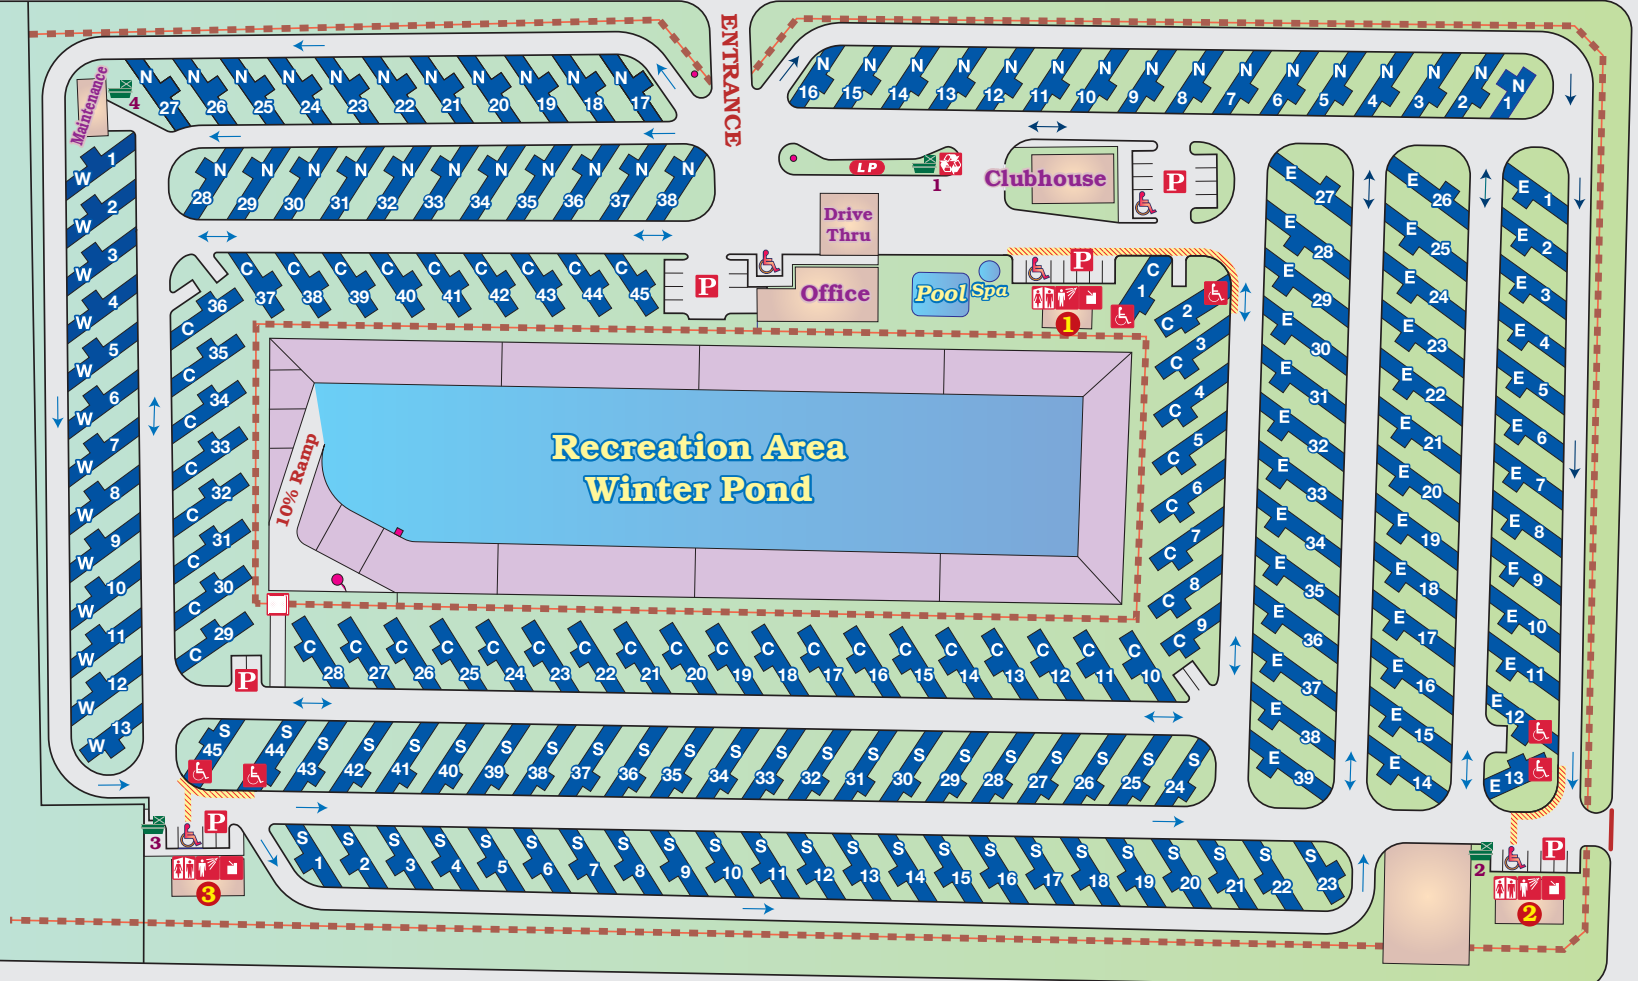 ENTRANCE
Maintenance
4
N N N N N N N N N N N
27 26 25 24 23 22 21 20 19 18 17
N N N N N N N N N N N N N N N N
16 15 14 13 12 11 10 9 8 7 6 5 4 3 2 1
N N N N N N N N N N N
28 29 30 31 32 33 34 35 36 37 38
LP
1
Clubhouse
P
Drive
Thru
Office
P
Pool
Spa
P
1
C C C C C C C C C
37 38 39 40 41 42 43 44 45
C 1
C 2
C 3
C 4
C 5
C 6
C 7
C 8
C 9
36 C
35 C
34 C
33 C
32 C
31 C
30 C
29 C
P
1 W
2 W
3 W
4 W
5 W
6 W
7 W
8 W
9 W
10 W
11 W
12 W
13 W
10% Ramp
Recreation Area
Winter Pond
C C C C C C C C C C C C C C C C C C C
28 27 26 25 24 23 22 21 20 19 18 17 16 15 14 13 12 11 10
E 27
E 28
E 29
E 30
E 31
E 32
E 33
E 34
E 35
E 36
E 37
E 38
E 39
E 26
E 25
E 24
E 23
E 22
E 21
E 20
E 19
E 18
E 17
E 16
E 15
E 14
E 1
E 2
E 3
E 4
E 5
E 6
E 7
E 8
E 9
E 10
E 11
E 12
E 13
S S S S S S S S S S S S S S S S S S S S S S
45 44 43 42 41 40 39 38 37 36 35 34 33 32 31 30 29 28 27 26 25 24
3
P
3
S S S S S S S S S S S S S S S S S S S S S S S
1 2 3 4 5 6 7 8 9 10 11 12 13 14 15 16 17 18 19 20 21 22 23
2
P
2